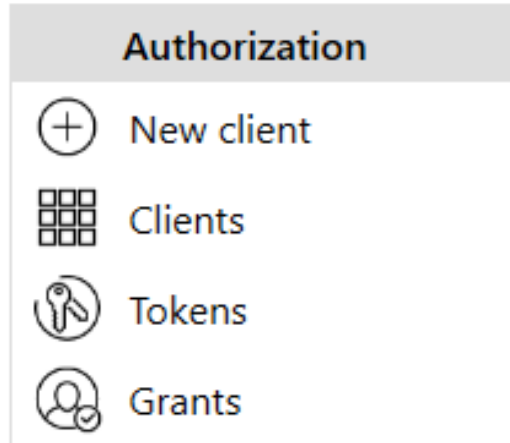 Authorization
New client
Clients
Tokens
Grants